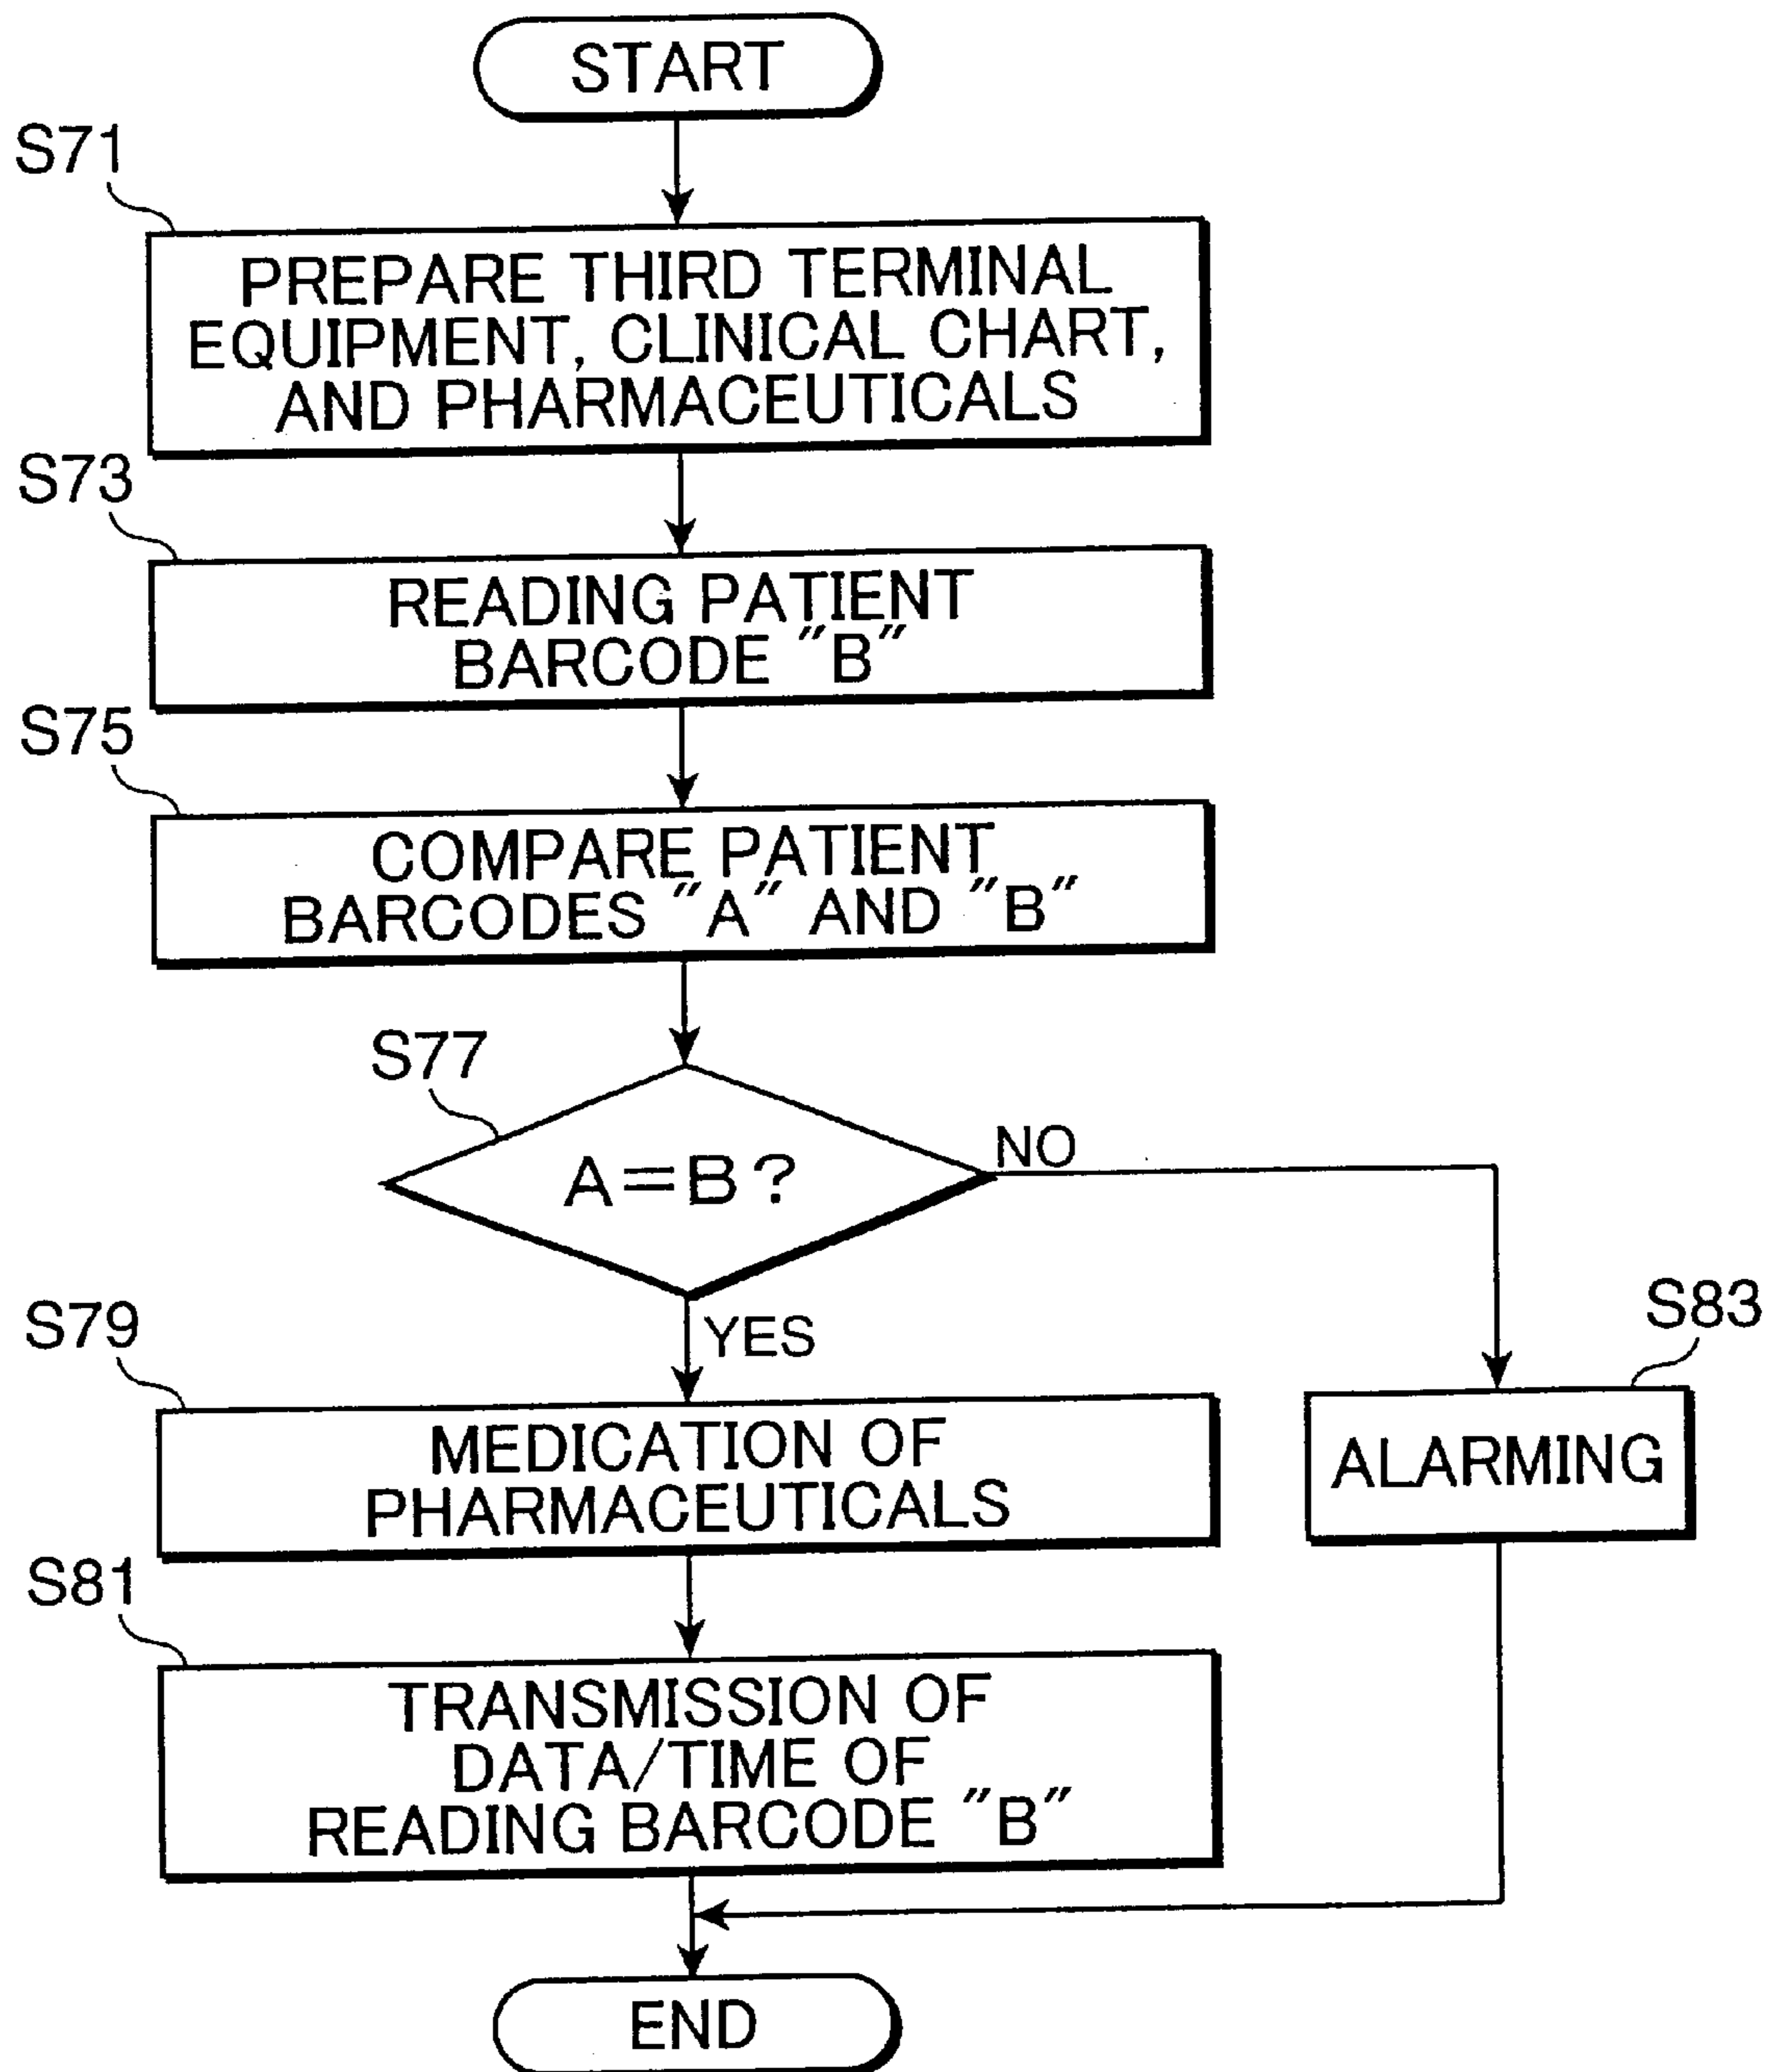 START
S71
PREPARE THIRD TERMINAL
EQUIPMENT, CLINICAL CHART,
AND PHARMACEUTICALS
S73
READING PATIENT
BARCODE "B"
S75
COMPARE PATIENT
BARCODES "A" AND "B"
S77
A=B?
NO
YES
S79
MEDICATION OF
PHARMACEUTICALS
S83
ALARMING
S81
TRANSMISSION OF
DATA/TIME OF
READING BARCODE "B"
END